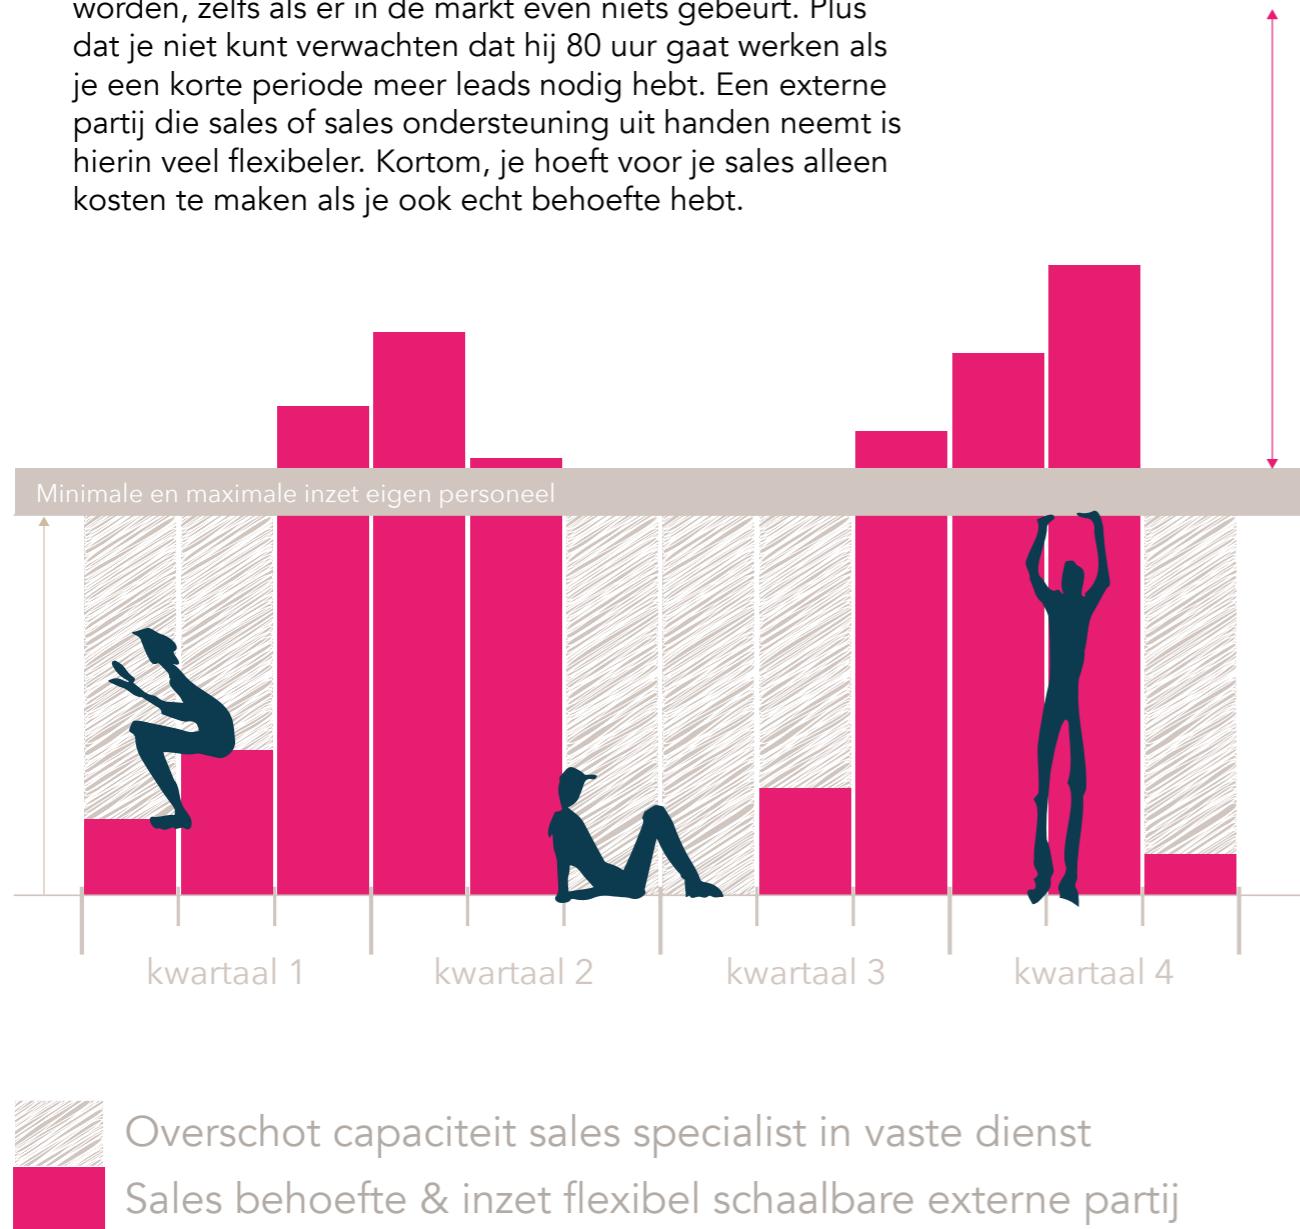 worden, zelfs als er in de markt even niets gebeurt. Plus
dat je niet kunt verwachten dat hij 80 uur gaat werken als
je een korte periode meer leads nodig hebt. Een externe
partij die sales of sales ondersteuning uit handen neemt is
hierin veel flexibeler. Kortom, je hoeft voor je sales alleen
kosten te maken als je ook echt behoefte hebt.
Minimale en maximale inzet eigen personeel
kwartaal 1
kwartaal 2
kwartaal 3
kwartaal 4
Overschot capaciteit sales specialist in vaste dienst
Sales behoefte & inzet flexibel schaalbare externe partij